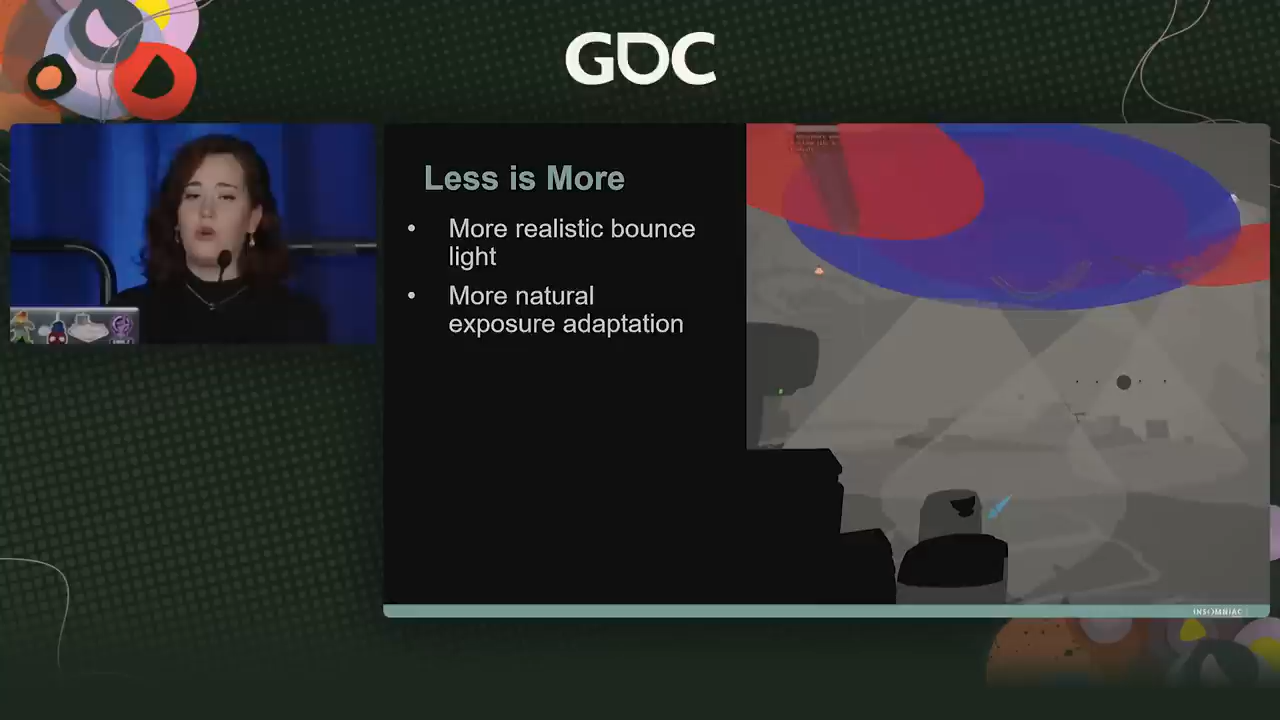 GDC
Less is More
• More realistic bounce
light
• More natural
exposure adaptation
INSOMNIAC